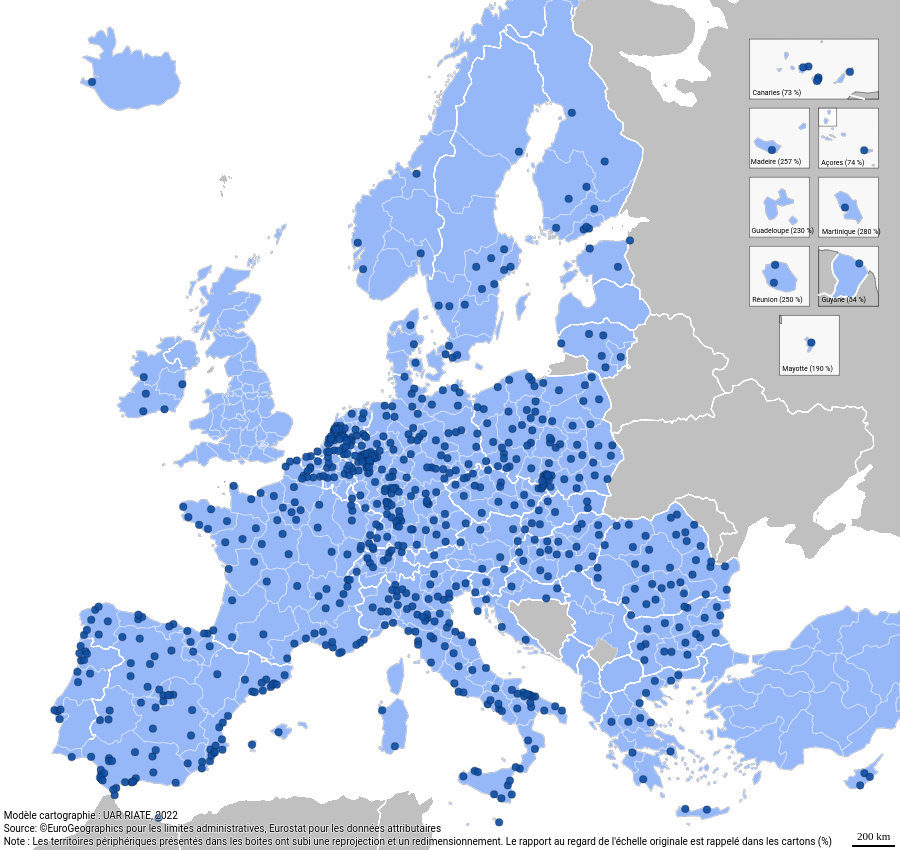 Canaries (73 %)
Madeire (257 %)
Açores (74 %)
Guadeloupe (230 %)
Martinique (280 %)
Réunion (250 %)
Guyane (54 %)
Mayotte (190 %)
Modèle cartographie : UAR RIATE, 2022
Source: ©EuroGeographics pour les limites administratives, Eurostat pour les données attributaires
Note : Les territoires périphériques présentés dans les boites ont subi une reprojection et un redimensionnement. Le rapport au regard de l'échelle originale est rappelé dans les cartons (%)
200 km